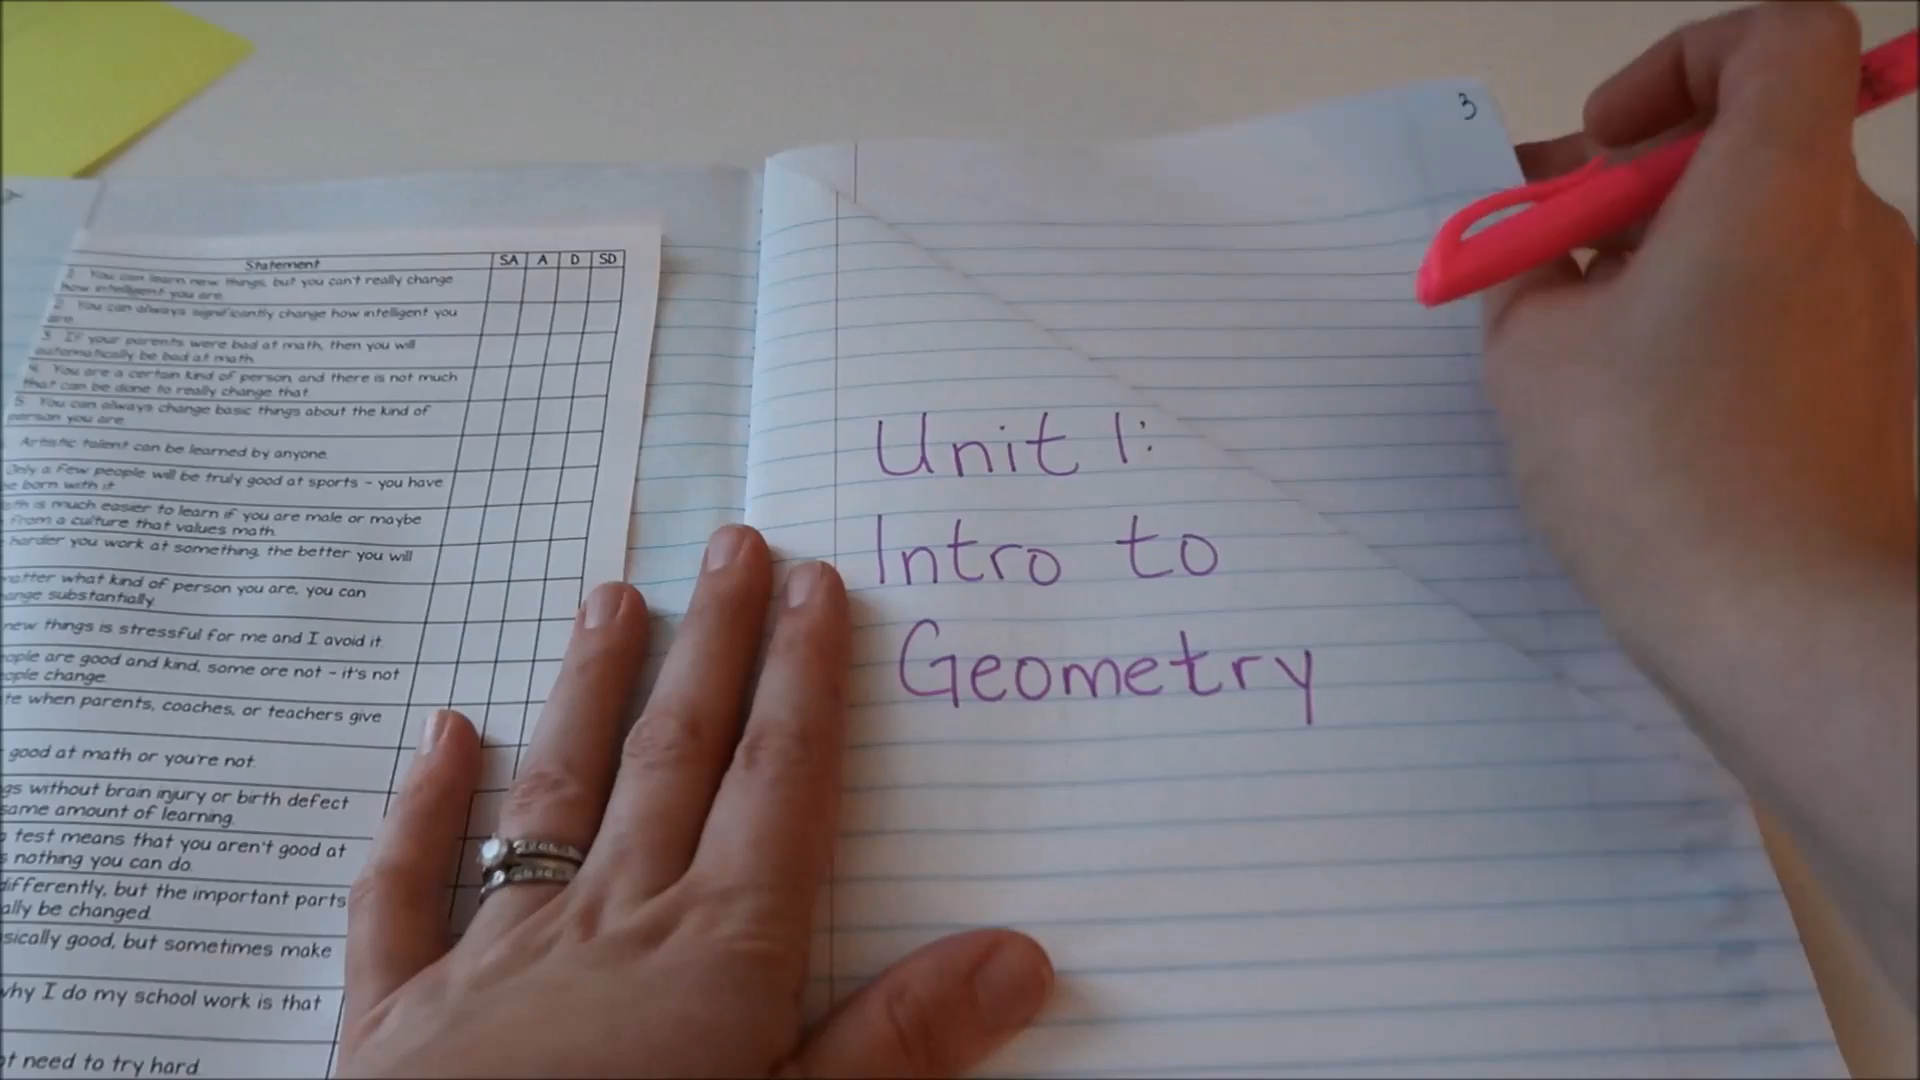 Statement SA A D SD
1. You can learn new things, but you can't really change
how intelligent you are.
2. You can always significantly change how intelligent you
are.
3. If your parents were bad at math, then you will
automatically be bad at math.
4. You are a certain kind of person, and there is not much
that can be done to really change that.
5. You can always change basic things about the kind of
person you are.
Artistic talent can be learned by anyone.
Only a few people will be truly good at sports – you have
born with it.
is much easier to learn if you are male or maybe
from a culture that values math.
harder you work at something, the better you will
matter what kind of person you are, you can
substantially.
new things is stressful for me and I avoid it.
are good and kind, some are not – it's not
change.
when parents, coaches, or teachers give
good at math or you're not.
without brain injury or birth defect
same amount of learning.
test means that you aren't good at
nothing you can do.
differently, but the important parts
be changed.
good, but sometimes make
why I do my school work is that
need to try hard.
3
Unit 1:
Intro to
Geometry